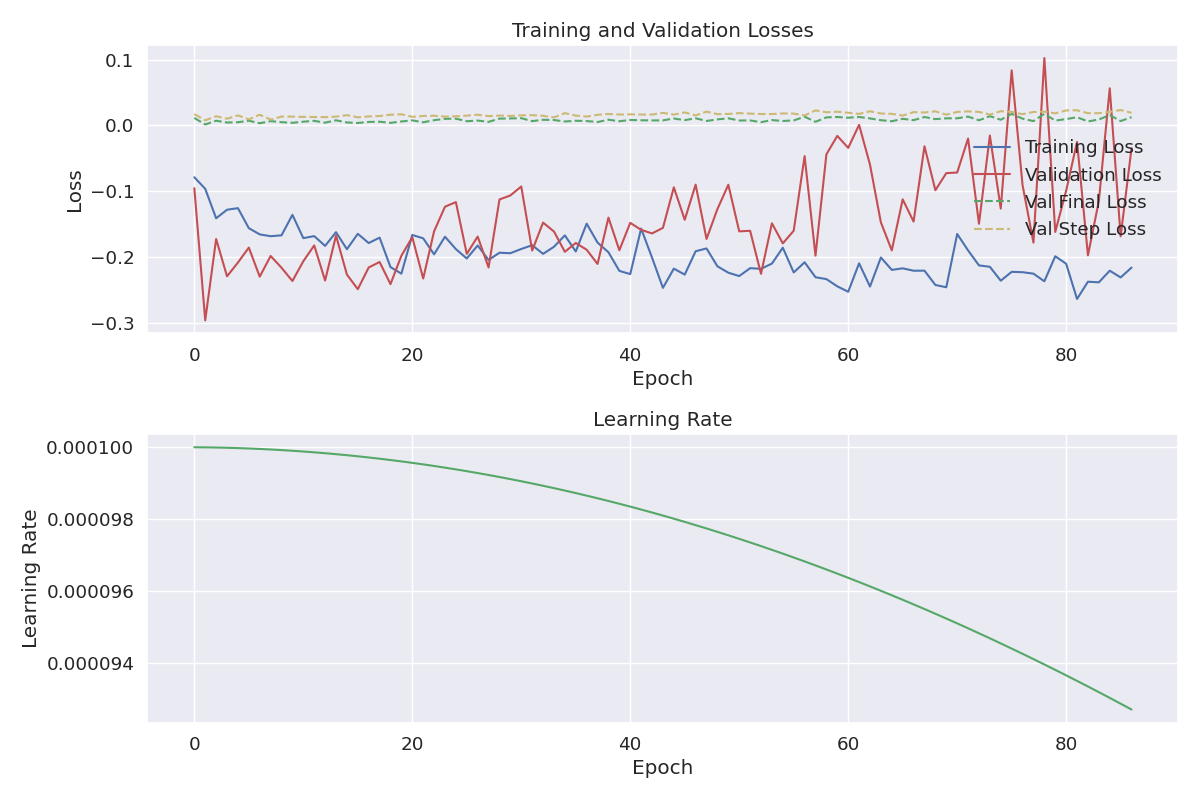 Training and Validation Losses
0.1
0.0
−0.1
−0.2
−0.3
Loss
Training Loss
Validation Loss
Val Final Loss
Val Step Loss
0
20
40
60
80
Epoch
Learning Rate
0.000100
0.000098
0.000096
0.000094
Learning Rate
0
20
40
60
80
Epoch